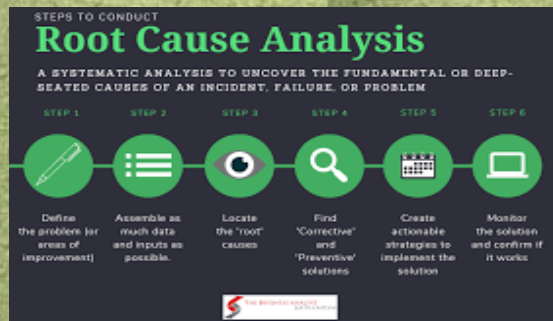 STEPS TO CONDUCT
Root Cause Analysis
A SYSTEMATIC ANALYSIS TO UNCOVER THE FUNDAMENTAL OR DEEP-
SEATED CAUSES OF AN INCIDENT, FAILURE, OR PROBLEM
STEP 1
STEP 2
STEP 3
STEP 4
STEP 5
STEP 6
Define
the problem (or
areas of
improvement)
Assemble as
much data
and inputs as
possible.
Locate
the "root"
causes
Find
'Corrective'
and
'Preventive'
solutions
Create
actionable
strategies to
implement the
solution
Monitor
the solution
and confirm if
it works
THE BUSINESS ANALYST